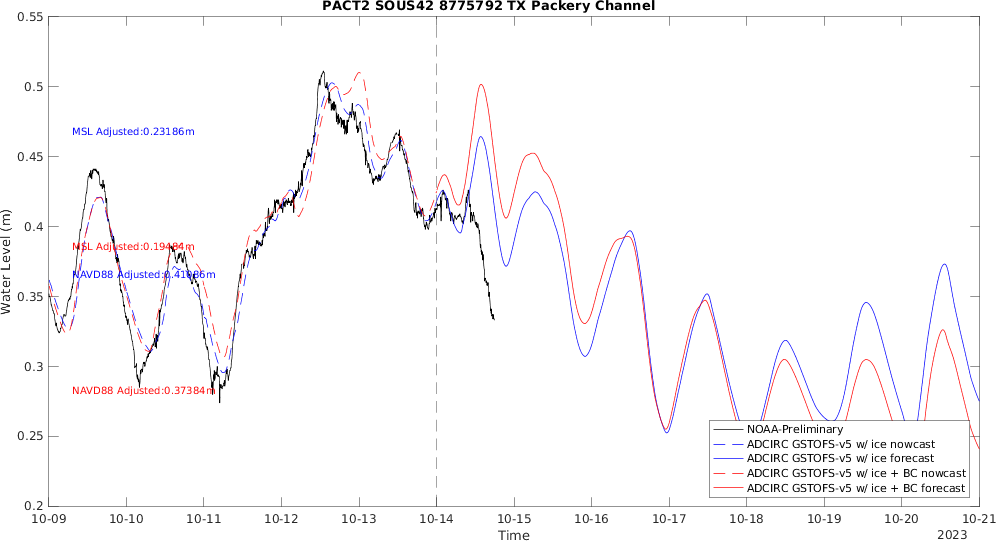 PACT2 SOUS42 8775792 TX Packery Channel
0.55
0.5
0.45
0.4
0.35
0.3
0.25
0.2
Water Level (m)
MSL Adjusted:0.23186m
MSL Adjusted:0.19484m
NAVD88 Adjusted:0.41086m
NAVD88 Adjusted:0.37384m
NOAA-Preliminary
ADCIRC GSTOFS-v5 w/ ice nowcast
ADCIRC GSTOFS-v5 w/ ice forecast
ADCIRC GSTOFS-v5 w/ ice + BC nowcast
ADCIRC GSTOFS-v5 w/ ice + BC forecast
10-09 10-10 10-11 10-12 10-13 10-14 10-15 10-16 10-17 10-18 10-19 10-20 10-21
Time
2023